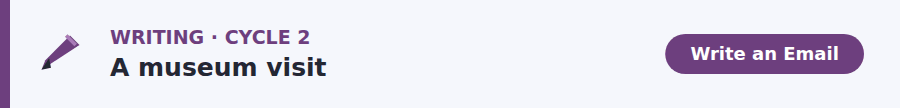 WRITING · CYCLE 2
A museum visit
Write an Email